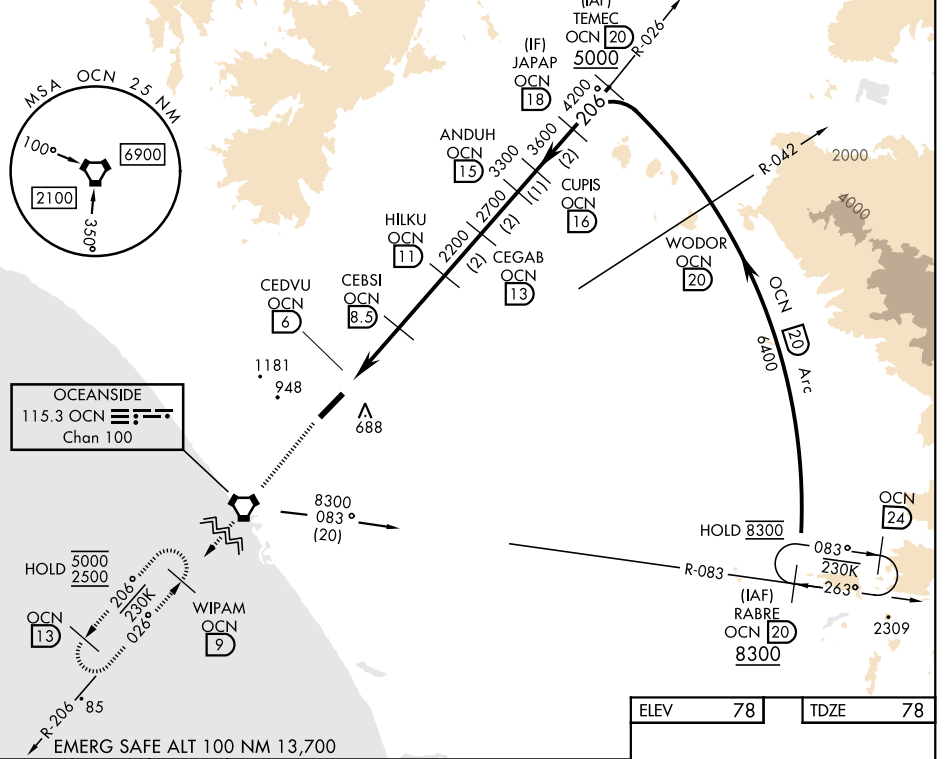 (IAF)
TEMEC
OCN 20
5000
R-026
(IF)
JAPAP
OCN
18
4200
206°
MSA OCN 25 NM
100°
6900
2100
350°
ANDUH
OCN
15
3600
(2)
3300
(11)
CUPIS
OCN
16
R-042
2000
4000
2700
(2)
HILKU
OCN
11
2200
(2)
CEGAB
OCN
13
WODOR
OCN
20
CEDVU
OCN
6
CEBSI
OCN
8.5
OCN 20 Arc
6400
1181
948
688
OCEANSIDE
115.3 OCN
Chan 100
8300
083°
(20)
HOLD 8300
OCN
24
083°
230K
263°
R-083
(IAF)
RABRE
OCN 20
8300
2309
HOLD 5000
2500
206°
230K
026°
OCN
13
WIPAM
OCN
9
R-206
85
ELEV 78
TDZE 78
EMERG SAFE ALT 100 NM 13,700